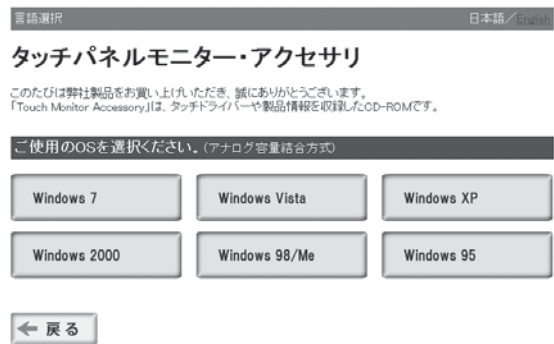 言語選択
日本語/English
タッチパネルモニター・アクセサリ
このたびは弊社製品をお買い上げいただき、誠にありがとうございます。
「Touch Monitor Accessory」は、タッチドライバーや製品情報を収録したCD-ROMです。
ご使用のOSを選択ください。(アナログ容量結合方式)
Windows 7
Windows Vista
Windows XP
Windows 2000
Windows 98/Me
Windows 95
戻る